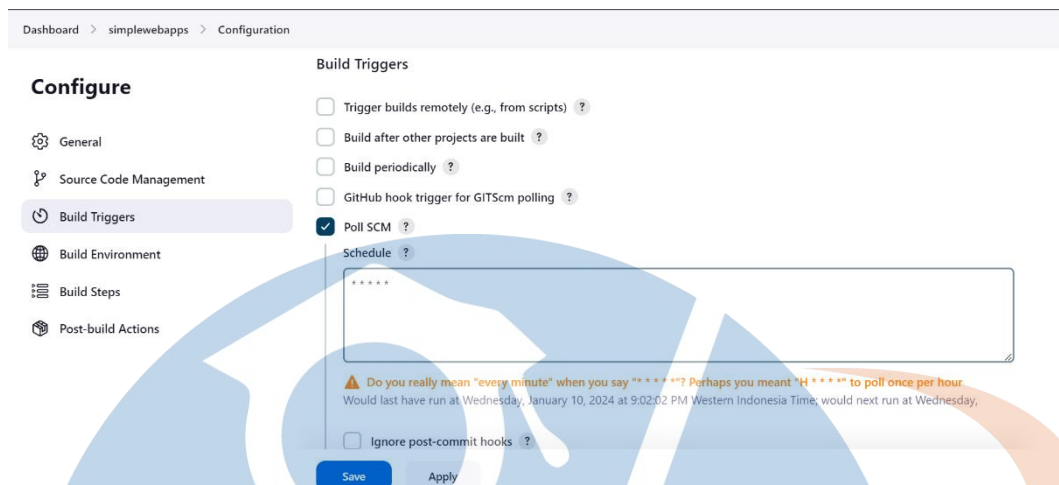 Dashboard > simplewebapps > Configuration
Configure
General
Source Code Management
Build Triggers
Build Environment
Build Steps
Post-build Actions
Build Triggers
Trigger builds remotely (e.g., from scripts) ?
Build after other projects are built ?
Build periodically ?
GitHub hook trigger for GITScm polling ?
Poll SCM ?
Schedule ?
* * * * *
Do you really mean "every minute" when you say "* * * * *"? Perhaps you meant "H * * * *" to poll once per hour
Would last have run at Wednesday, January 10, 2024 at 9:02:02 PM Western Indonesia Time; would next run at Wednesday,
Ignore post-commit hooks ?
Save Apply